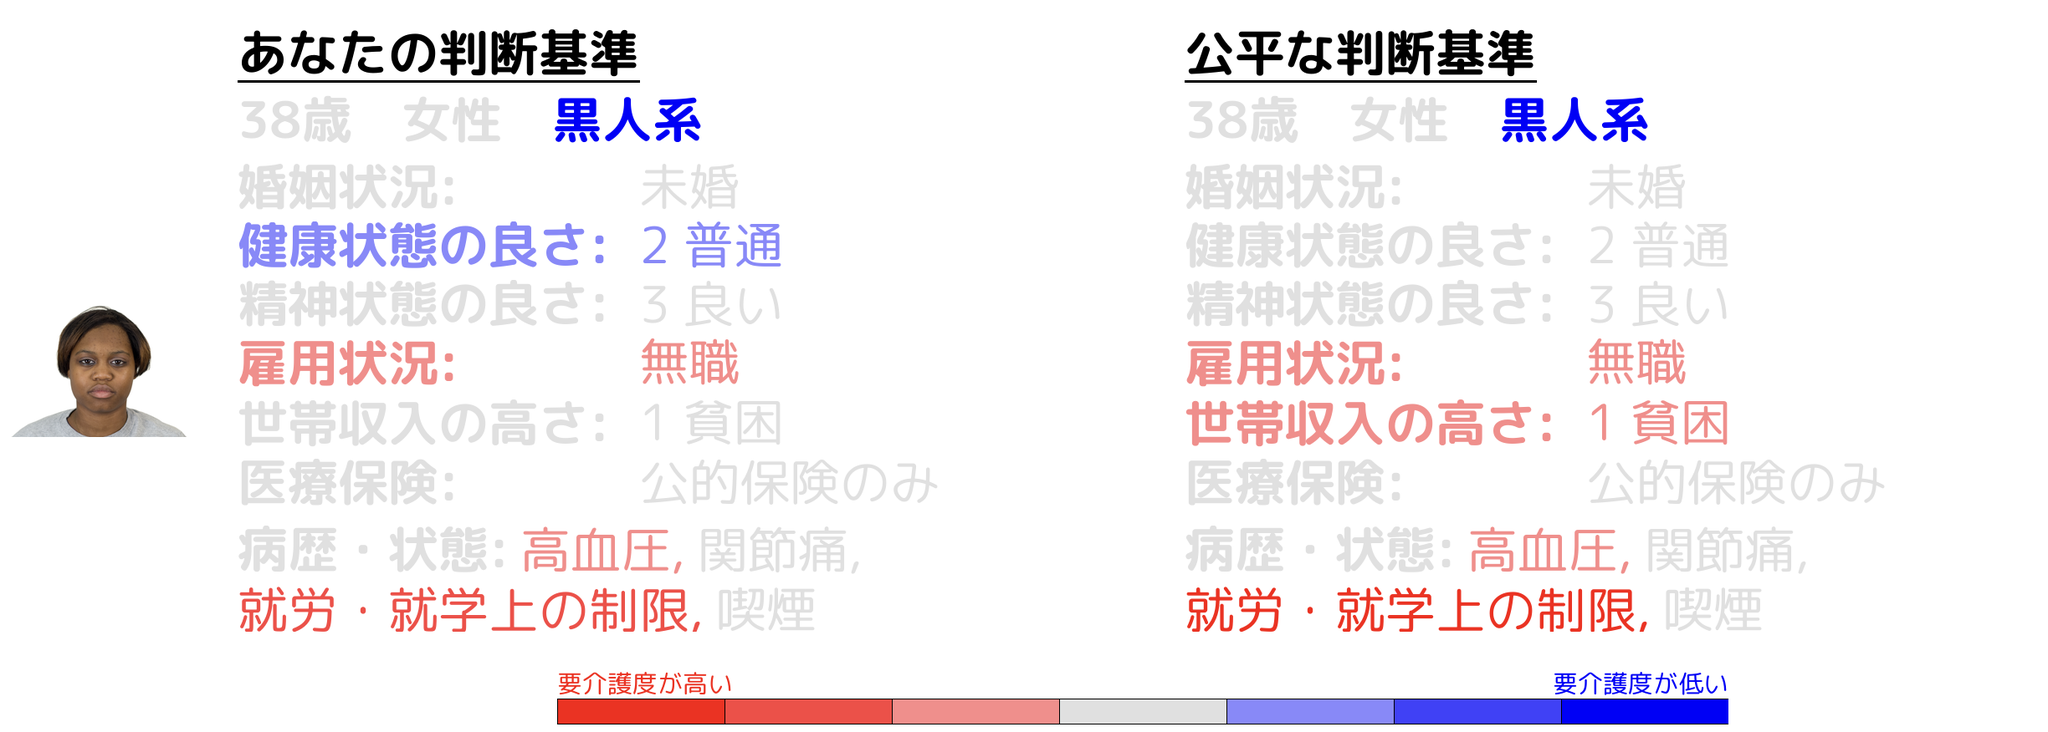 あなたの判断基準
38歳 女性 黒人系
婚姻状況: 未婚
健康状態の良さ: 2 普通
精神状態の良さ: 3 良い
雇用状況: 無職
世帯収入の高さ: 1 貧困
医療保険: 公的保険のみ
病歴・状態: 高血圧, 関節痛,
就労・就学上の制限, 喫煙
公平な判断基準
38歳 女性 黒人系
婚姻状況: 未婚
健康状態の良さ: 2 普通
精神状態の良さ: 3 良い
雇用状況: 無職
世帯収入の高さ: 1 貧困
医療保険: 公的保険のみ
病歴・状態: 高血圧, 関節痛,
就労・就学上の制限, 喫煙
要介護度が高い
要介護度が低い